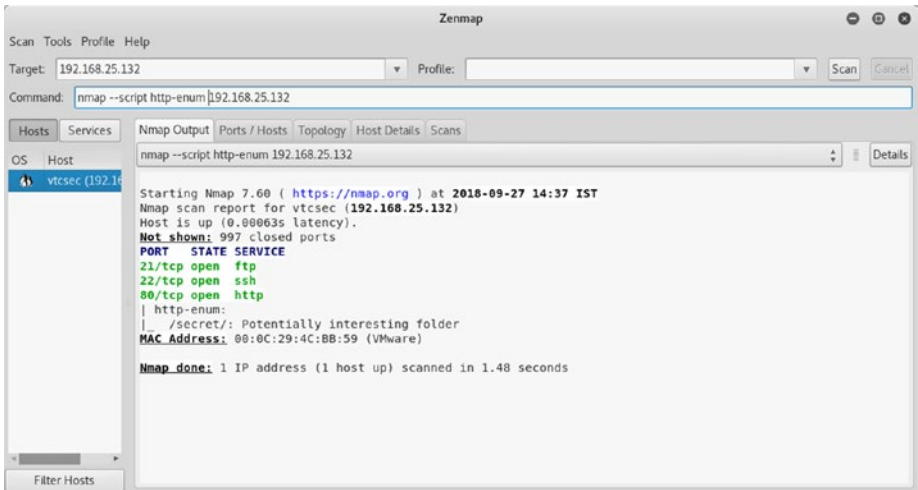 Zenmap
Scan Tools Profile Help
Target: 192.168.25.132 Profile: Scan Cancel
Command: nmap --script http-enum 192.168.25.132
Hosts Services Nmap Output Ports / Hosts Topology Host Details Scans
OS Host nmap --script http-enum 192.168.25.132 Details
vtcsec (192.16
Starting Nmap 7.60 ( https://nmap.org ) at 2018-09-27 14:37 IST
Nmap scan report for vtcsec (192.168.25.132)
Host is up (0.00063s latency).
Not shown: 997 closed ports
PORT STATE SERVICE
21/tcp open ftp
22/tcp open ssh
80/tcp open http
| http-enum:
|_ /secret/: Potentially interesting folder
MAC Address: 00:0C:29:4C:BB:59 (VMware)
Nmap done: 1 IP address (1 host up) scanned in 1.48 seconds
Filter Hosts